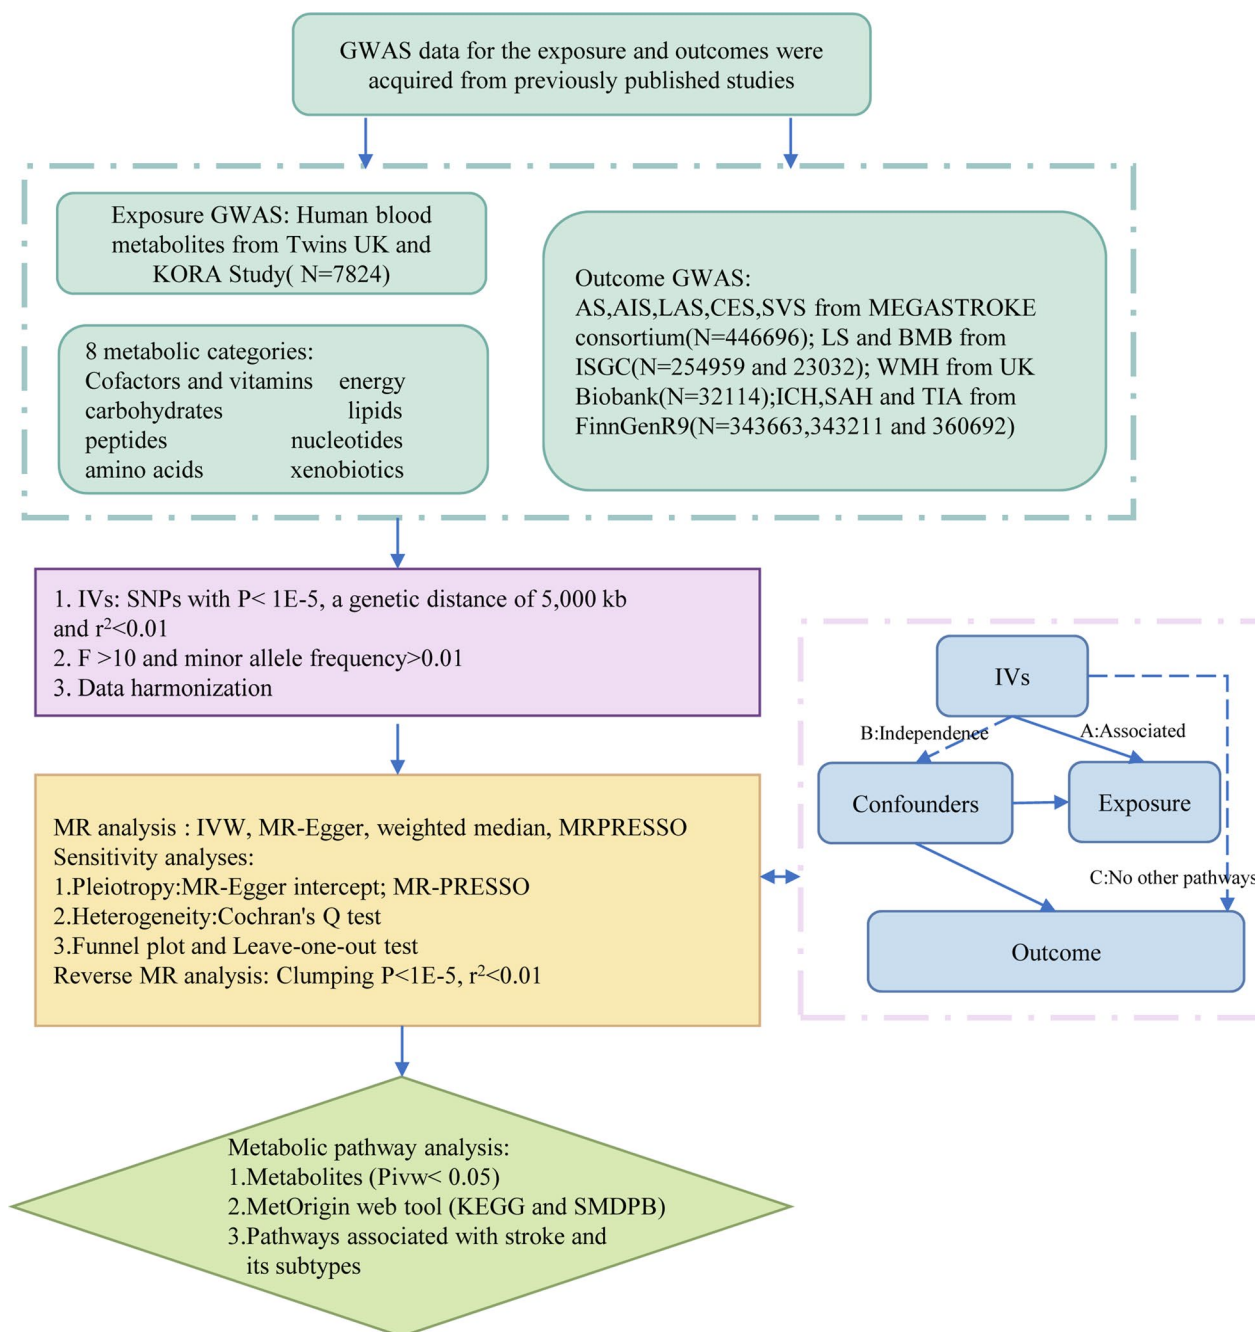 GWAS data for the exposure and outcomes were
acquired from previously published studies
Exposure GWAS: Human blood
metabolites from Twins UK and
KORA Study( N=7824)
8 metabolic categories:
Cofactors and vitamins energy
carbohydrates lipids
peptides nucleotides
amino acids xenobiotics
Outcome GWAS:
AS,AIS,LAS,CES,SVS from MEGASTROKE
consortium(N=446696); LS and BMB from
ISGC(N=254959 and 23032); WMH from UK
Biobank(N=32114);ICH,SAH and TIA from
FinnGenR9(N=343663,343211 and 360692)
1. IVs: SNPs with P< 1E-5, a genetic distance of 5,000 kb
and r²<0.01
2. F >10 and minor allele frequency>0.01
3. Data harmonization
MR analysis : IVW, MR-Egger, weighted median, MRPRESSO
Sensitivity analyses:
1.Pleiotropy:MR-Egger intercept; MR-PRESSO
2.Heterogeneity:Cochran's Q test
3.Funnel plot and Leave-one-out test
Reverse MR analysis: Clumping P<1E-5, r²<0.01
IVs
B:Independence
A:Associated
Confounders
Exposure
C:No other pathways
Outcome
Metabolic pathway analysis:
1.Metabolites (Pivw< 0.05)
2.MetOrigin web tool (KEGG and SMDPB)
3.Pathways associated with stroke and
its subtypes